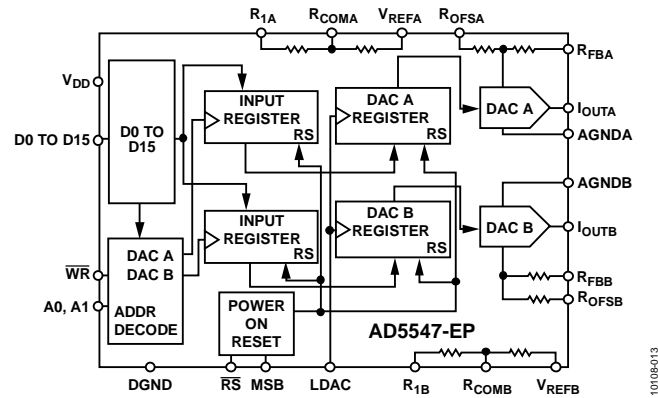 R1A RCOMA VREFA ROFSA
RFBA
VDD
D0 TO D15
D0 TO
D15
INPUT
REGISTER
RS
DAC A
REGISTER
RS
DAC A
IOUTA
AGNDA
AGNDB
INPUT
REGISTER
RS
DAC B
REGISTER
RS
DAC B
IOUTB
WR
A0, A1
DAC A
DAC B
ADDR
DECODE
RFBB
ROFSB
POWER
ON
RESET
AD5547-EP
DGND RS MSB LDAC R1B RCOMB VREFB
10108-013